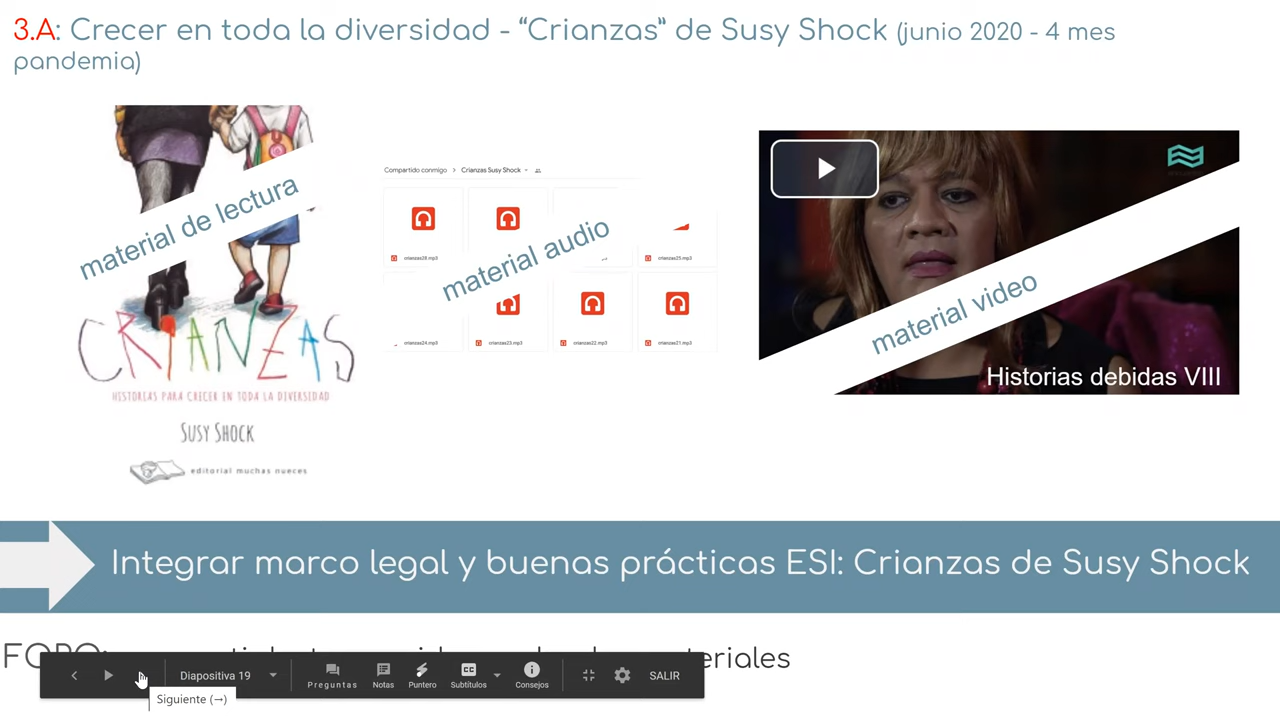 3.A: Crecer en toda la diversidad - “Crianzas” de Susy Shock (junio 2020 - 4 mes
pandemia)
material de lectura
CRIANZAS
HISTORIAS PARA CRECER EN TODA LA DIVERSIDAD
SUSY SHOCK
editorial muchas nueces
Compartido conmigo > Crianzas Susy Shock
material audio
crianzas26.mp3
crianzas25.mp3
crianzas24.mp3
crianzas23.mp3
crianzas22.mp3
crianzas21.mp3
material video
Historias debidas VIII
Integrar marco legal y buenas prácticas ESI: Crianzas de Susy Shock
FORO:
Diapositiva 19
Preguntas
Notas
Puntero
CC
Subtítulos
Consejos
SALIR
Siguiente (→)